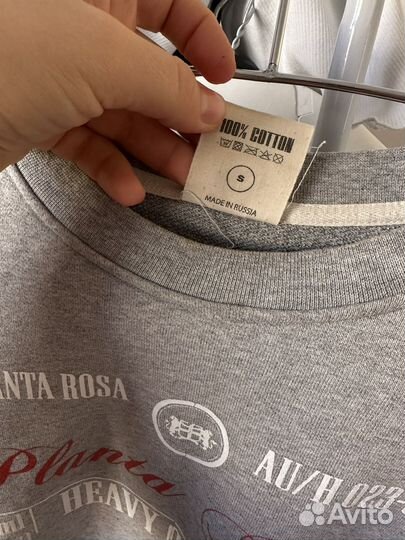 100% COTTON
S
MADE IN RUSSIA
ANTA ROSA
Planta
AU/H 023-
HEAVY
Avito